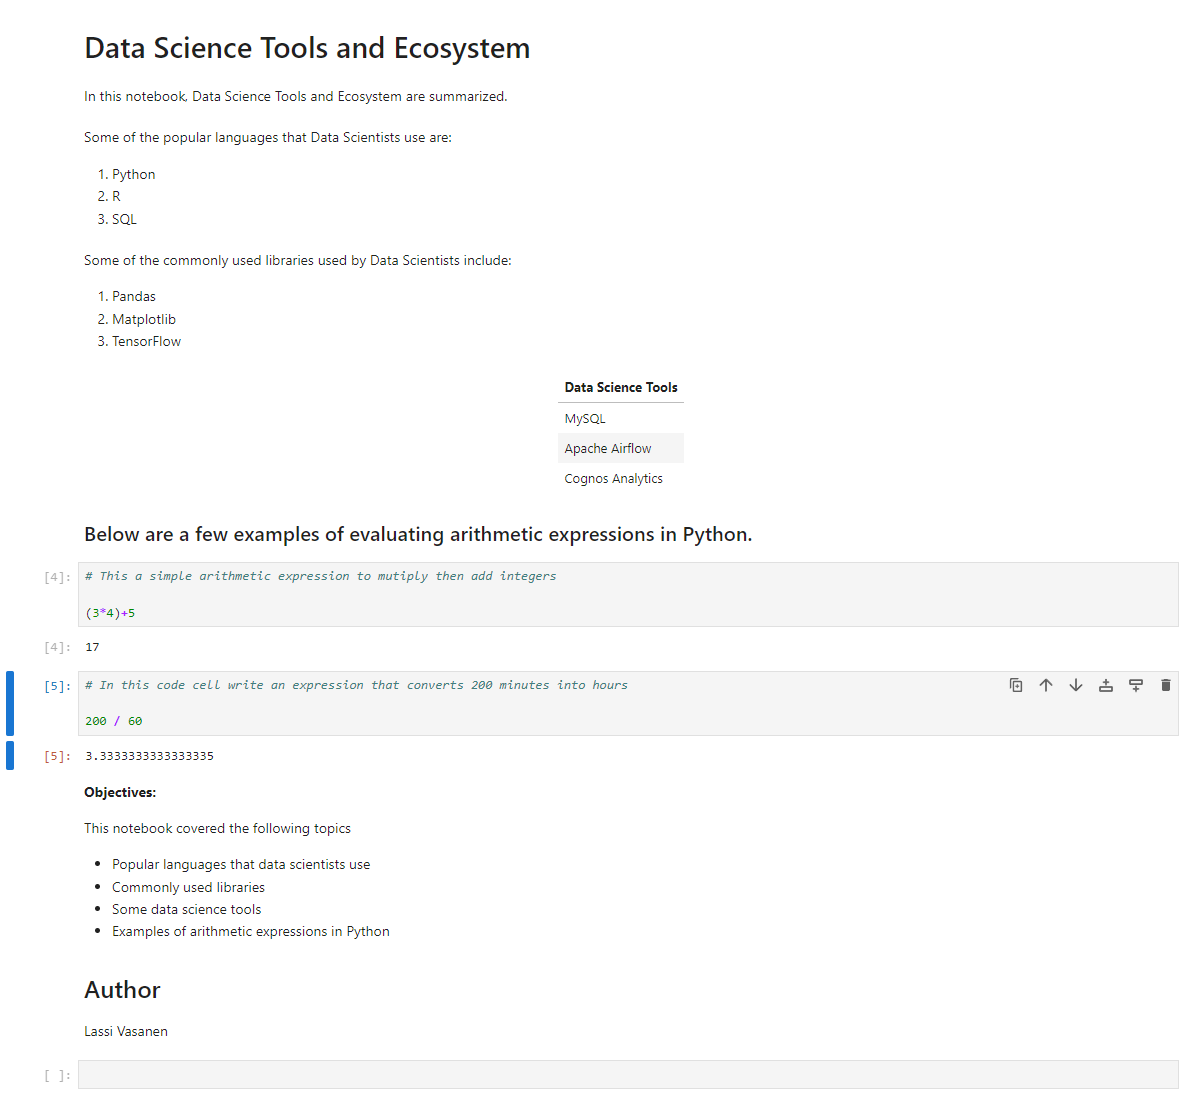 Data Science Tools and Ecosystem
In this notebook, Data Science Tools and Ecosystem are summarized.
Some of the popular languages that Data Scientists use are:
1. Python
2. R
3. SQL
Some of the commonly used libraries used by Data Scientists include:
1. Pandas
2. Matplotlib
3. TensorFlow
Data Science Tools
MySQL
Apache Airflow
Cognos Analytics
Below are a few examples of evaluating arithmetic expressions in Python.
[4]: # This a simple arithmetic expression to mutiply then add integers
(3*4)+5
[4]: 17
[5]: # In this code cell write an expression that converts 200 minutes into hours
200 / 60
[5]: 3.3333333333333335
Objectives:
This notebook covered the following topics
• Popular languages that data scientists use
• Commonly used libraries
• Some data science tools
• Examples of arithmetic expressions in Python
Author
Lassi Vasanen
[ ]: